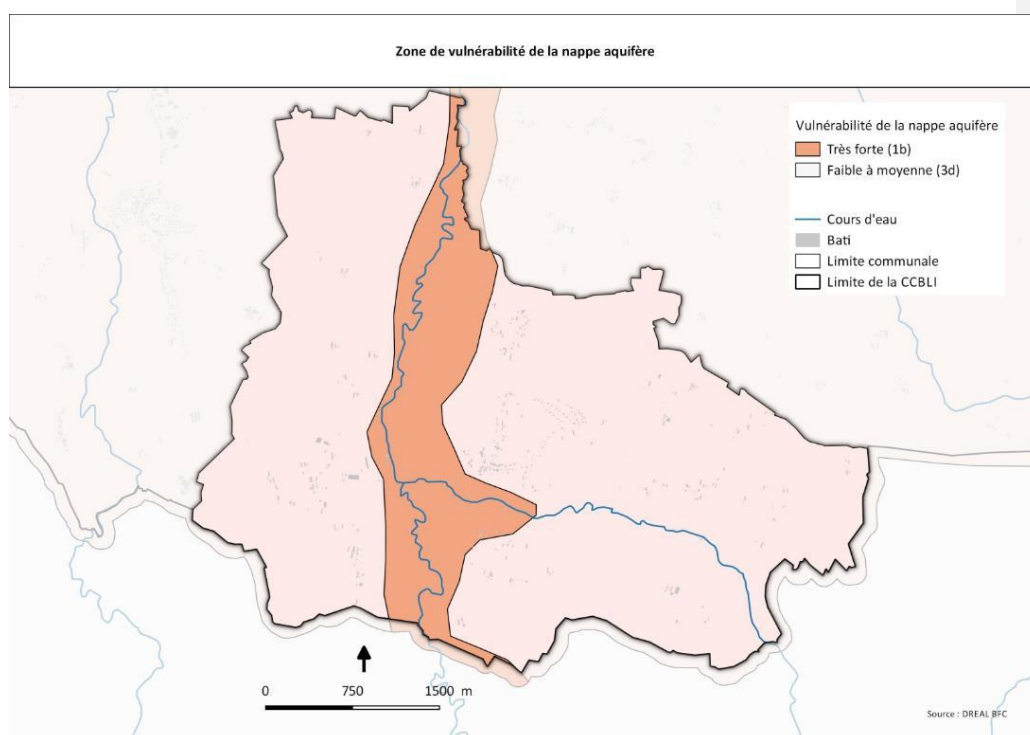 Zone de vulnérabilité de la nappe aquifère
Vulnérabilité de la nappe aquifère
Très forte (1b)
Faible à moyenne (3d)
Cours d'eau
Bati
Limite communale
Limite de la CCBLI
0 750 1500 m
Source : DREAL BFC